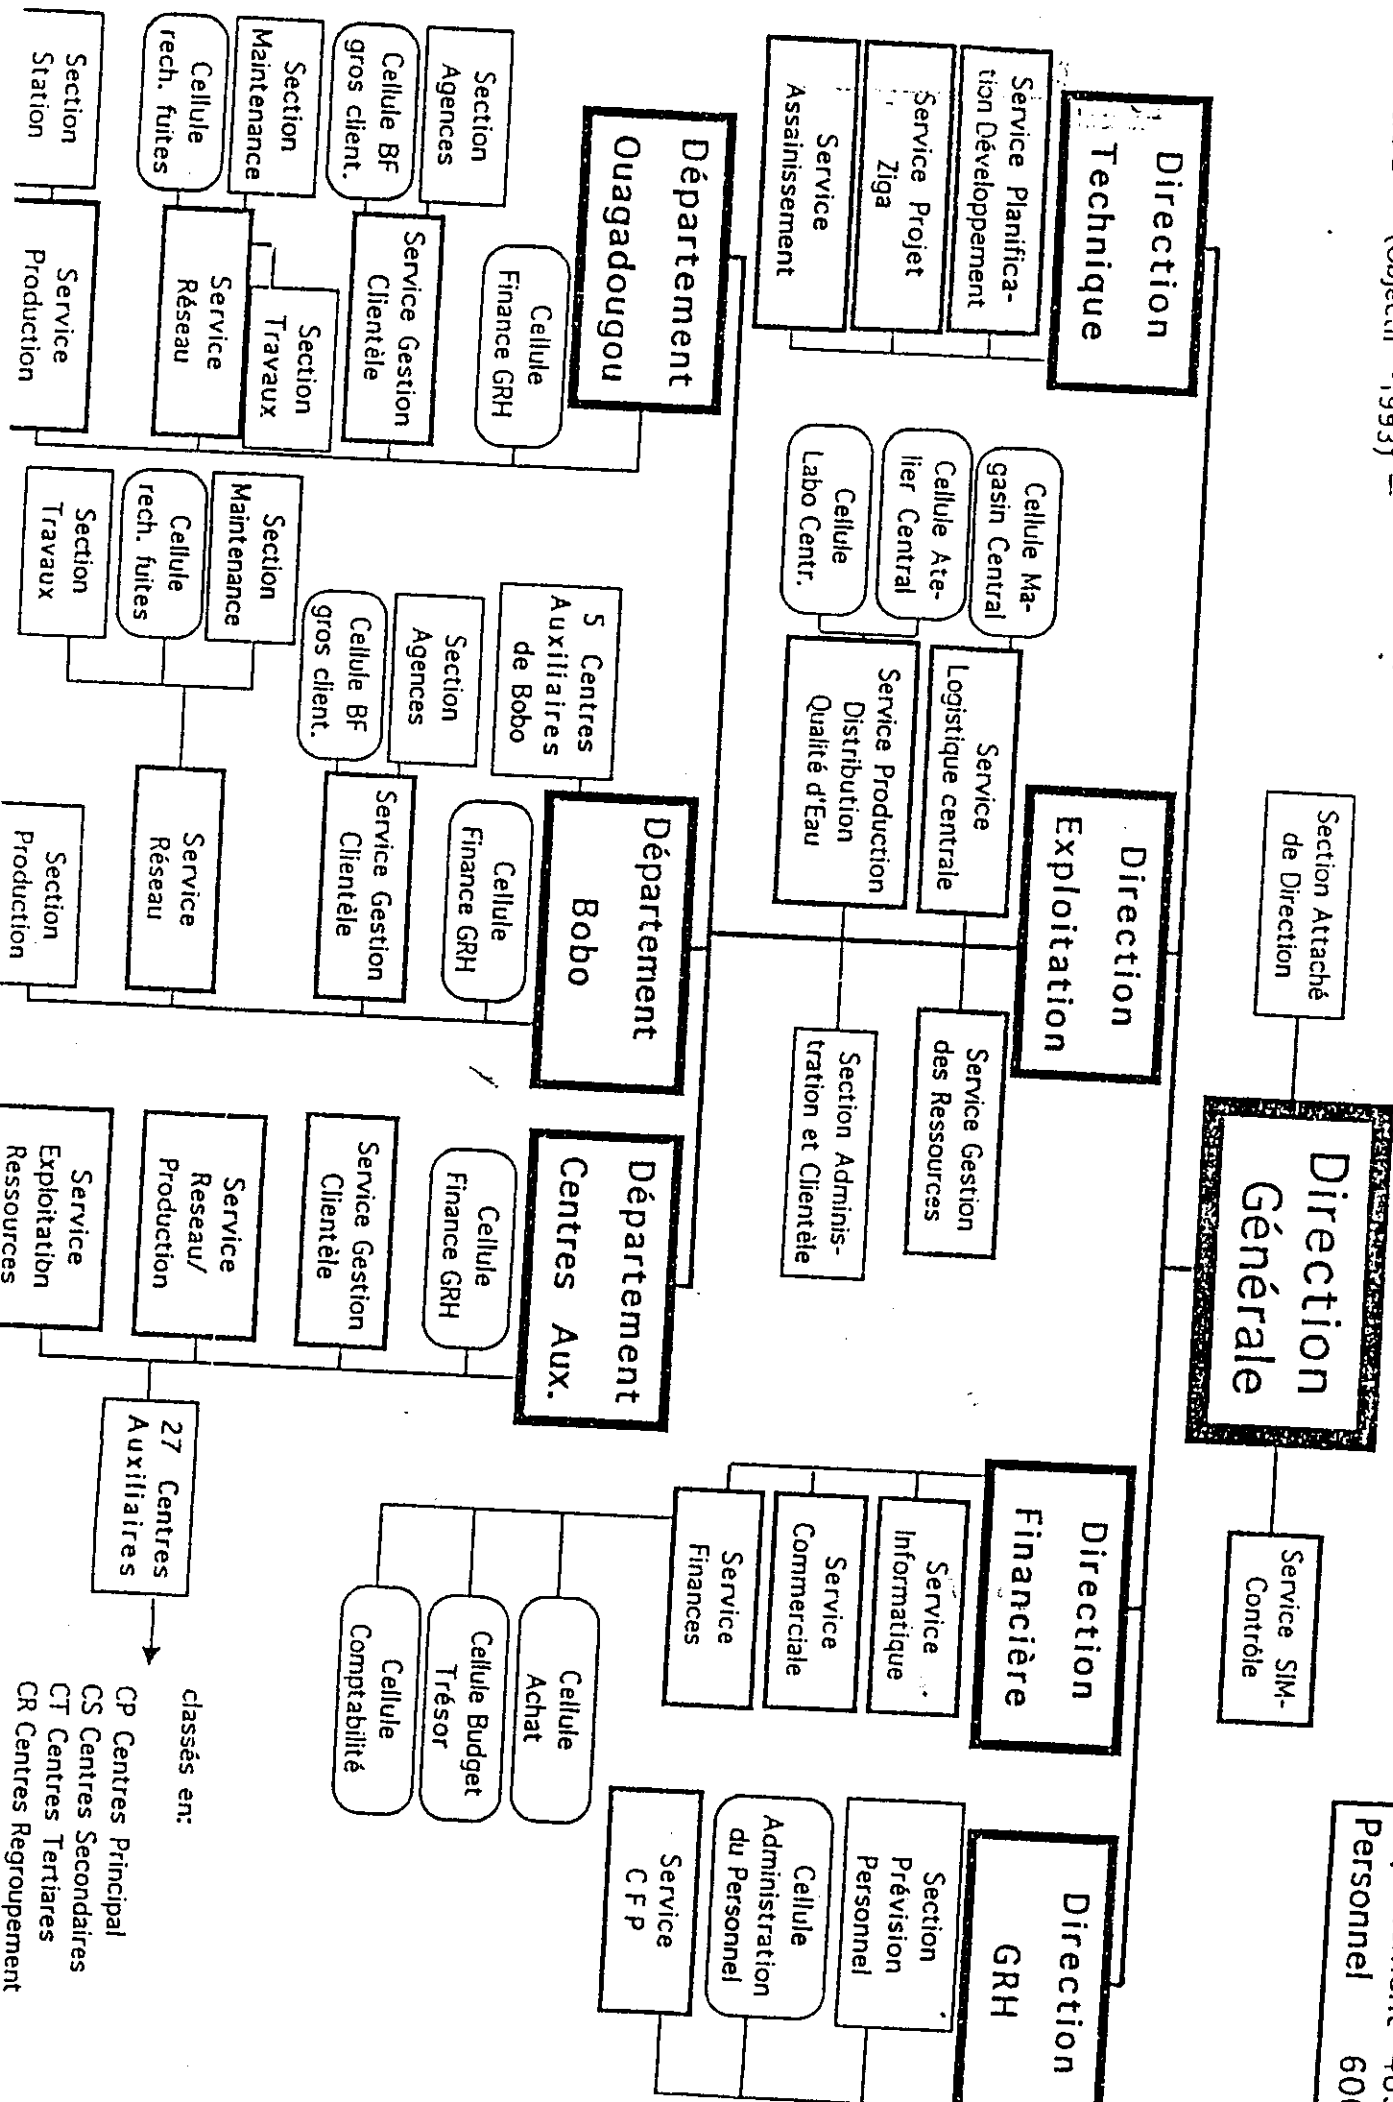 (Objectif 1993)
Personnel
Direction
Générale
Section Attaché
de Direction
Service SIM-
Contrôle
Direction
Technique
Service Planifica-
tion Développement
Service Projet
Ziga
Service
Assainissement
Direction
Exploitation
Cellule Ma-
gasin Central
Cellule Ate-
lier Central
Cellule
Labo Centr.
Service
Logistique centrale
Service Production
Distribution
Qualité d'Eau
Service Gestion
des Ressources
Section Adminis-
tration et Clientèle
Direction
Financière
Service
Informatique
Service
Commerciale
Service
Finances
Cellule
Achat
Cellule Budget
Trésor
Cellule
Comptabilité
Direction
GRH
Section
Prévision
Personnel
Cellule
Administration
du Personnel
Service
C F P
Département
Ouagadougou
Cellule
Finance GRH
Section
Agences
Cellule BF
gros client.
Service Gestion
Clientèle
Section
Maintenance
Cellule
rech. fuites
Section
Travaux
Service
Réseau
Section
Station
Service
Production
Département
Bobo
5 Centres
Auxiliaires
de Bobo
Cellule
Finance GRH
Section
Agences
Cellule BF
gros client.
Service Gestion
Clientèle
Section
Maintenance
Cellule
rech. fuites
Section
Travaux
Service
Réseau
Section
Production
Département
Centres Aux.
Cellule
Finance GRH
Service Gestion
Clientèle
Service
Reseau/
Production
Service
Exploitation
Ressources
27 Centres
Auxiliaires
classés en:
CP Centres Principal
CS Centres Secondaires
CT Centres Tertiares
CR Centres Regroupement